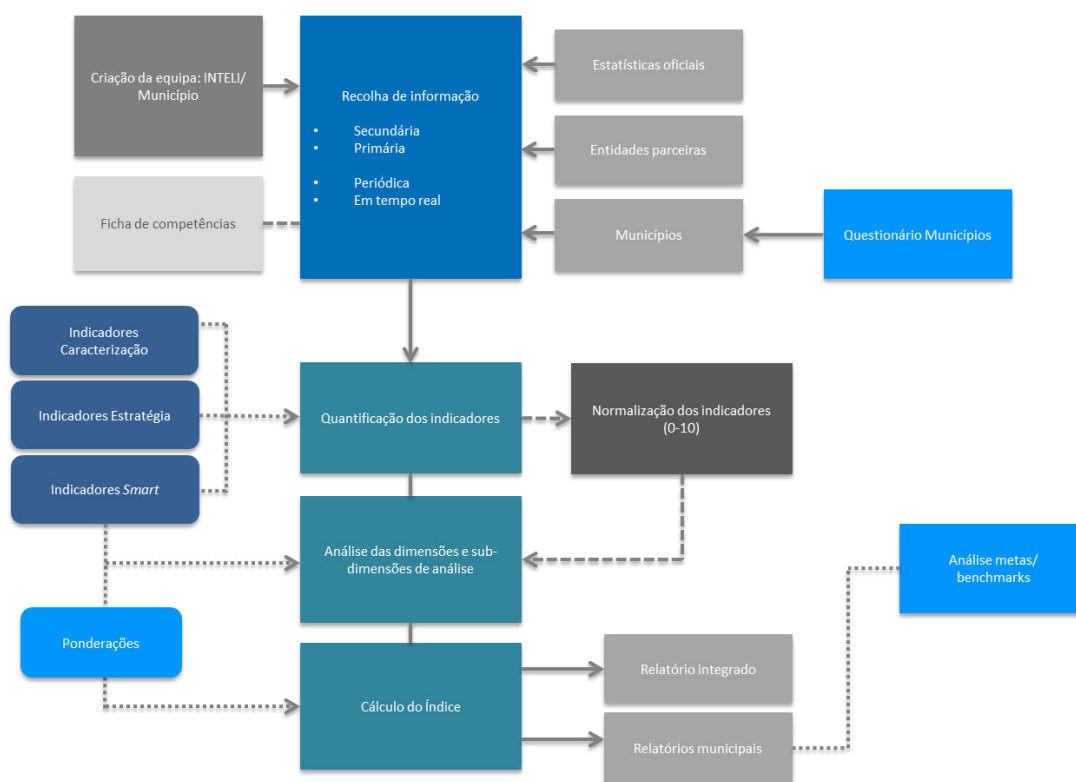 Criação da equipa: INTELI/
Município
Recolha de informação
• Secundária
• Primária
• Periódica
• Em tempo real
Estatísticas oficiais
Entidades parceiras
Ficha de competências
Municípios
Questionário Municípios
Indicadores
Caracterização
Indicadores Estratégia
Indicadores Smart
Quantificação dos indicadores
Normalização dos indicadores
(0-10)
Análise das dimensões e sub-
dimensões de análise
Análise metas/
benchmarks
Ponderações
Cálculo do Índice
Relatório integrado
Relatórios municipais